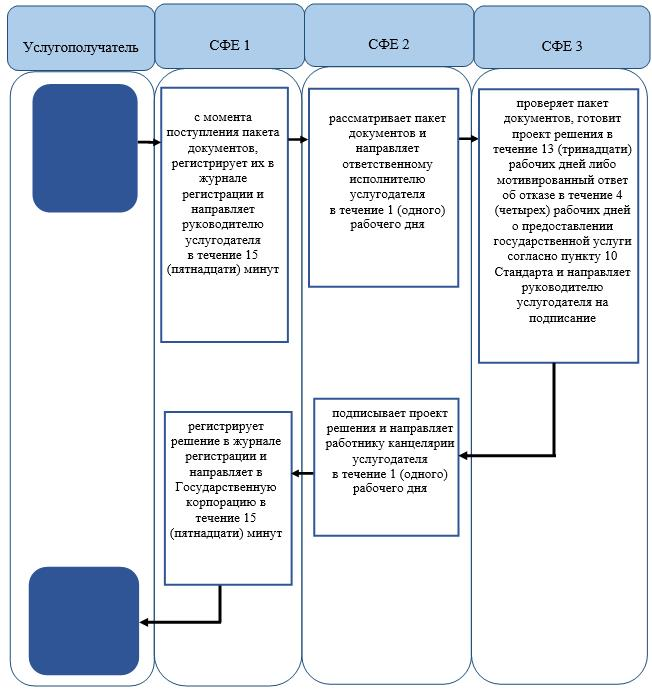 Услугополучатель
СФЕ 1
СФЕ 2
СФЕ 3
с момента
поступления пакета
документов,
регистрирует их в
журнале
регистрации и
направляет
руководителю
услугодателя
в течение 15
(пятнадцати) минут
рассматривает пакет
документов и
направляет
ответственному
исполнителю
услугодателя
в течение 1 (одного)
рабочего дня
проверяет пакет
документов, готовит
проект решения в
течение 13 (тринадцати)
рабочих дней либо
мотивированный ответ
об отказе в течение 4
(четырех) рабочих дней
о предоставлении
государственной услуги
согласно пункту 10
Стандарта и направляет
руководителю
услугодателя на
подписание
регистрирует
решение в журнале
регистрации и
направляет в
Государственную
корпорацию в
течение 15
(пятнадцати) минут
подписывает проект
решения и направляет
работнику канцелярии
услугодателя
в течение 1 (одного)
рабочего дня